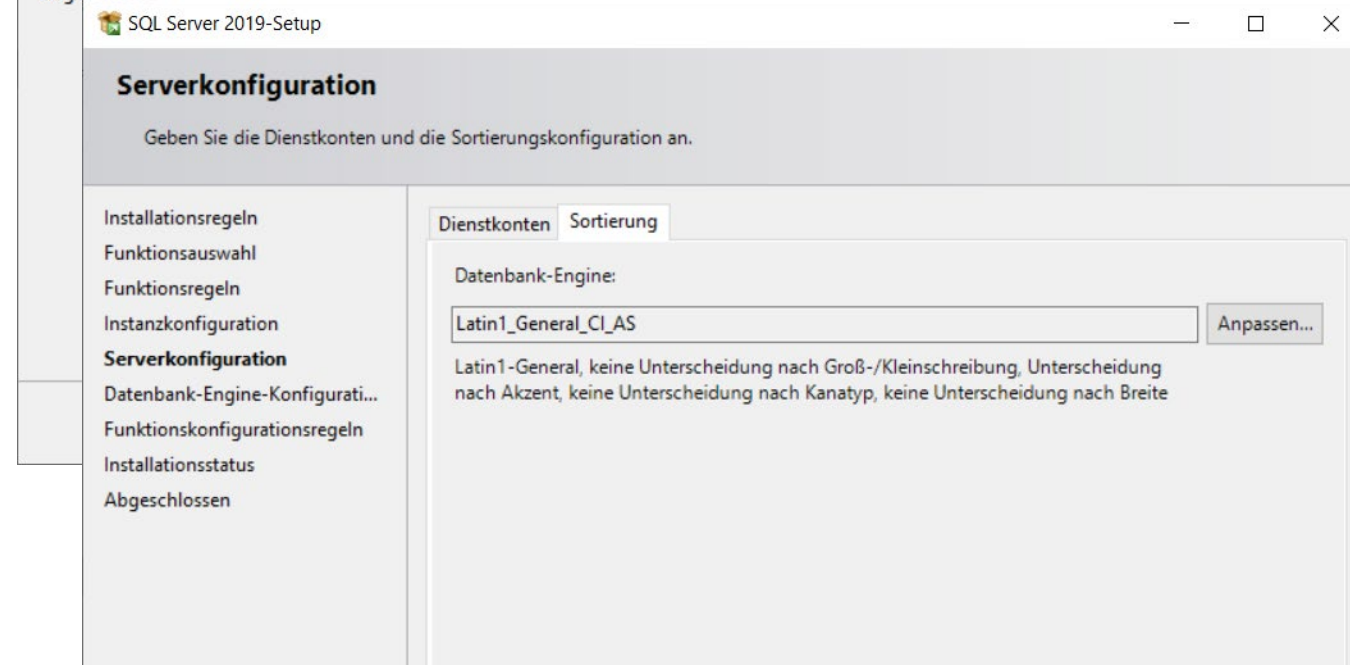 SQL Server 2019-Setup
Serverkonfiguration
Geben Sie die Dienstkonten und die Sortierungskonfiguration an.
Installationsregeln
Funktionsauswahl
Funktionsregeln
Instanzkonfiguration
Serverkonfiguration
Datenbank-Engine-Konfigurati...
Funktionskonfigurationsregeln
Installationsstatus
Abgeschlossen
Dienstkonten Sortierung
Datenbank-Engine:
Latin1_General_CI_AS Anpassen...
Latin1-General, keine Unterscheidung nach Groß-/Kleinschreibung, Unterscheidung
nach Akzent, keine Unterscheidung nach Kanatyp, keine Unterscheidung nach Breite